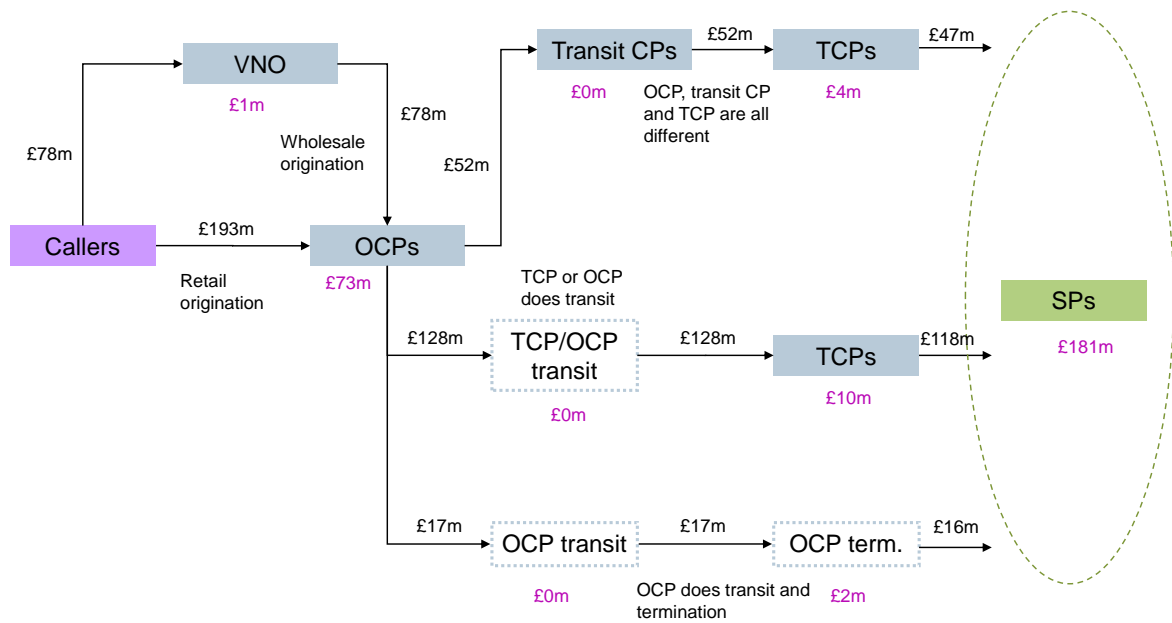 £52m
£47m
Transit CPs
TCPs
VNO
£0m
OCP, transit CP
and TCP are all
different
£4m
£1m
£78m
Wholesale
origination
£78m
£52m
£193m
Callers
OCPs
Retail
origination
£73m
TCP or OCP
does transit
SPs
£128m
TCP/OCP
transit
£128m
TCPs
£118m
£181m
£0m
£10m
£17m
OCP transit
£17m
OCP term.
£16m
£0m
OCP does transit and
termination
£2m